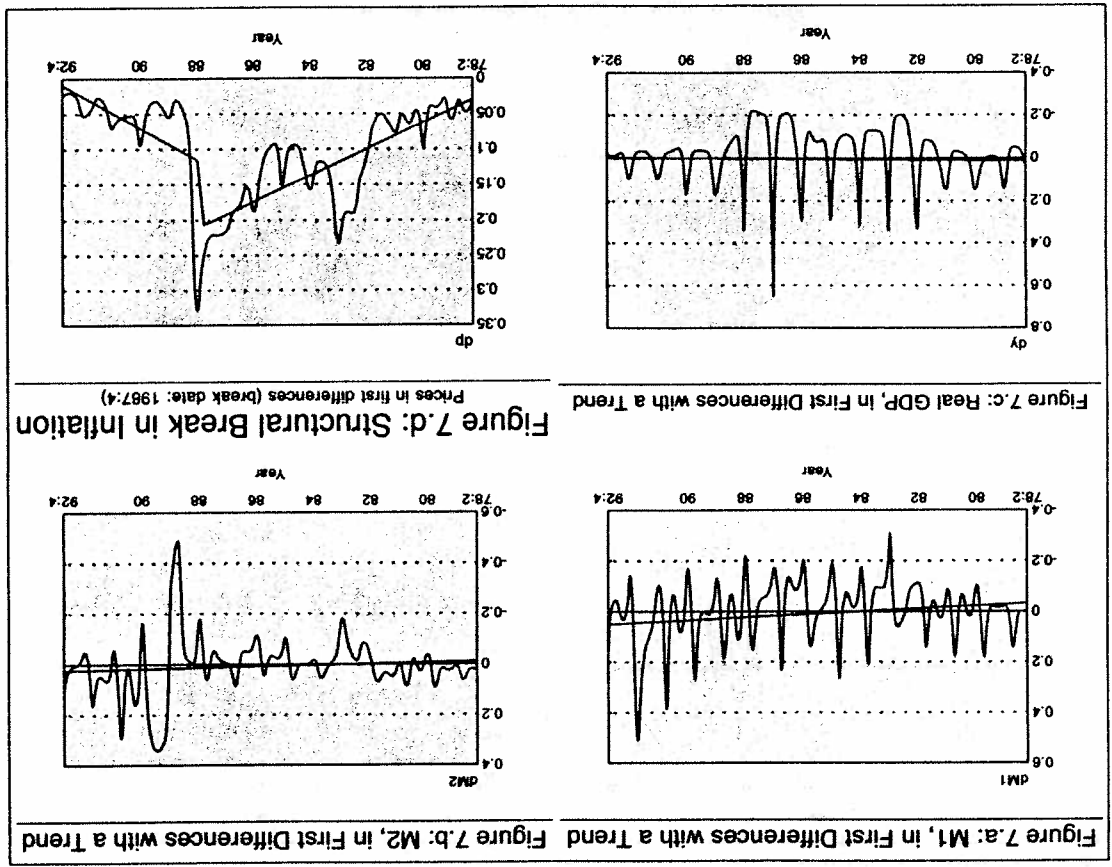 Figure 7.a: M1, in First Differences with a Trend
dM1
0.6
0.4
0.2
0
-0.2
-0.4
78:2 80 82 84 86 88 90 92:4
Year
Figure 7.b: M2, in First Differences with a Trend
dM2
0.4
0.2
0
-0.2
-0.4
-0.6
78:2 80 82 84 86 88 90 92:4
Year
Figure 7.c: Real GDP, in First Differences with a Trend
dy
0.8
0.6
0.4
0.2
0
-0.2
-0.4
78:2 80 82 84 86 88 90 92:4
Year
Figure 7.d: Structural Break in Inflation
Prices in first differences (break date: 1987:4)
dp
0.35
0.3
0.25
0.2
0.15
0.1
0.05
0
78:2 80 82 84 86 88 90 92:4
Year